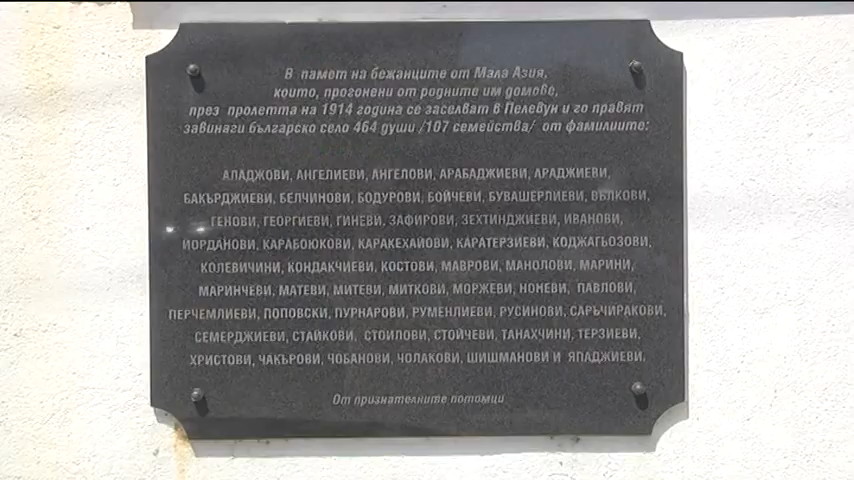 В памет на бежанците от Мала Азия,
които, прогонени от родните им домове,
през пролетта на 1914 година се заселват в Пелевун и го правят
завинаги българско село 464 души /107 семейства/ от фамилиите:
АЛАДЖОВИ, АНГЕЛИЕВИ, АНГЕЛОВИ, АРАБАДЖИЕВИ, АРАДЖИЕВИ,
БАКЪРДЖИЕВИ, БЕЛЧИНОВИ, БОДУРОВИ, БОЙЧЕВИ, БУВАШЕРЛИЕВИ, ВЪЛКОВИ,
ГЕНОВИ, ГЕОРГИЕВИ, ГИНЕВИ, ЗАФИРОВИ, ЗЕХТИНДЖИЕВИ, ИВАНОВИ,
ЙОРДАНОВИ, КАРАБОЮКОВИ, КАРАКЕХАЙОВИ, КАРАТЕРЗИЕВИ, КОДЖАГЬОЗОВИ,
КОЛЕВИЧИНИ, КОНДАКЧИЕВИ, КОСТОВИ, МАВРОВИ, МАНОЛОВИ, МАРИНИ,
МАРИНЧЕВИ, МАТЕВИ, МИТЕВИ, МИТКОВИ, МОРЖЕВИ, НОНЕВИ, ПАВЛОВИ,
ПЕРЧЕМЛИЕВИ, ПОПОВСКИ, ПУРНАРОВИ, РУМЕНЛИЕВИ, РУСИНОВИ, САРЪЧИРАКОВИ,
СЕМЕРДЖИЕВИ, СТАЙКОВИ, СТОИЛОВИ, СТОЙЧЕВИ, ТАНАХЧИНИ, ТЕРЗИЕВИ,
ХРИСТОВИ, ЧАКЪРОВИ, ЧОБАНОВИ, ЧОЛАКОВИ, ШИШМАНОВИ И ЯПАДЖИЕВИ.
От признателните потомци